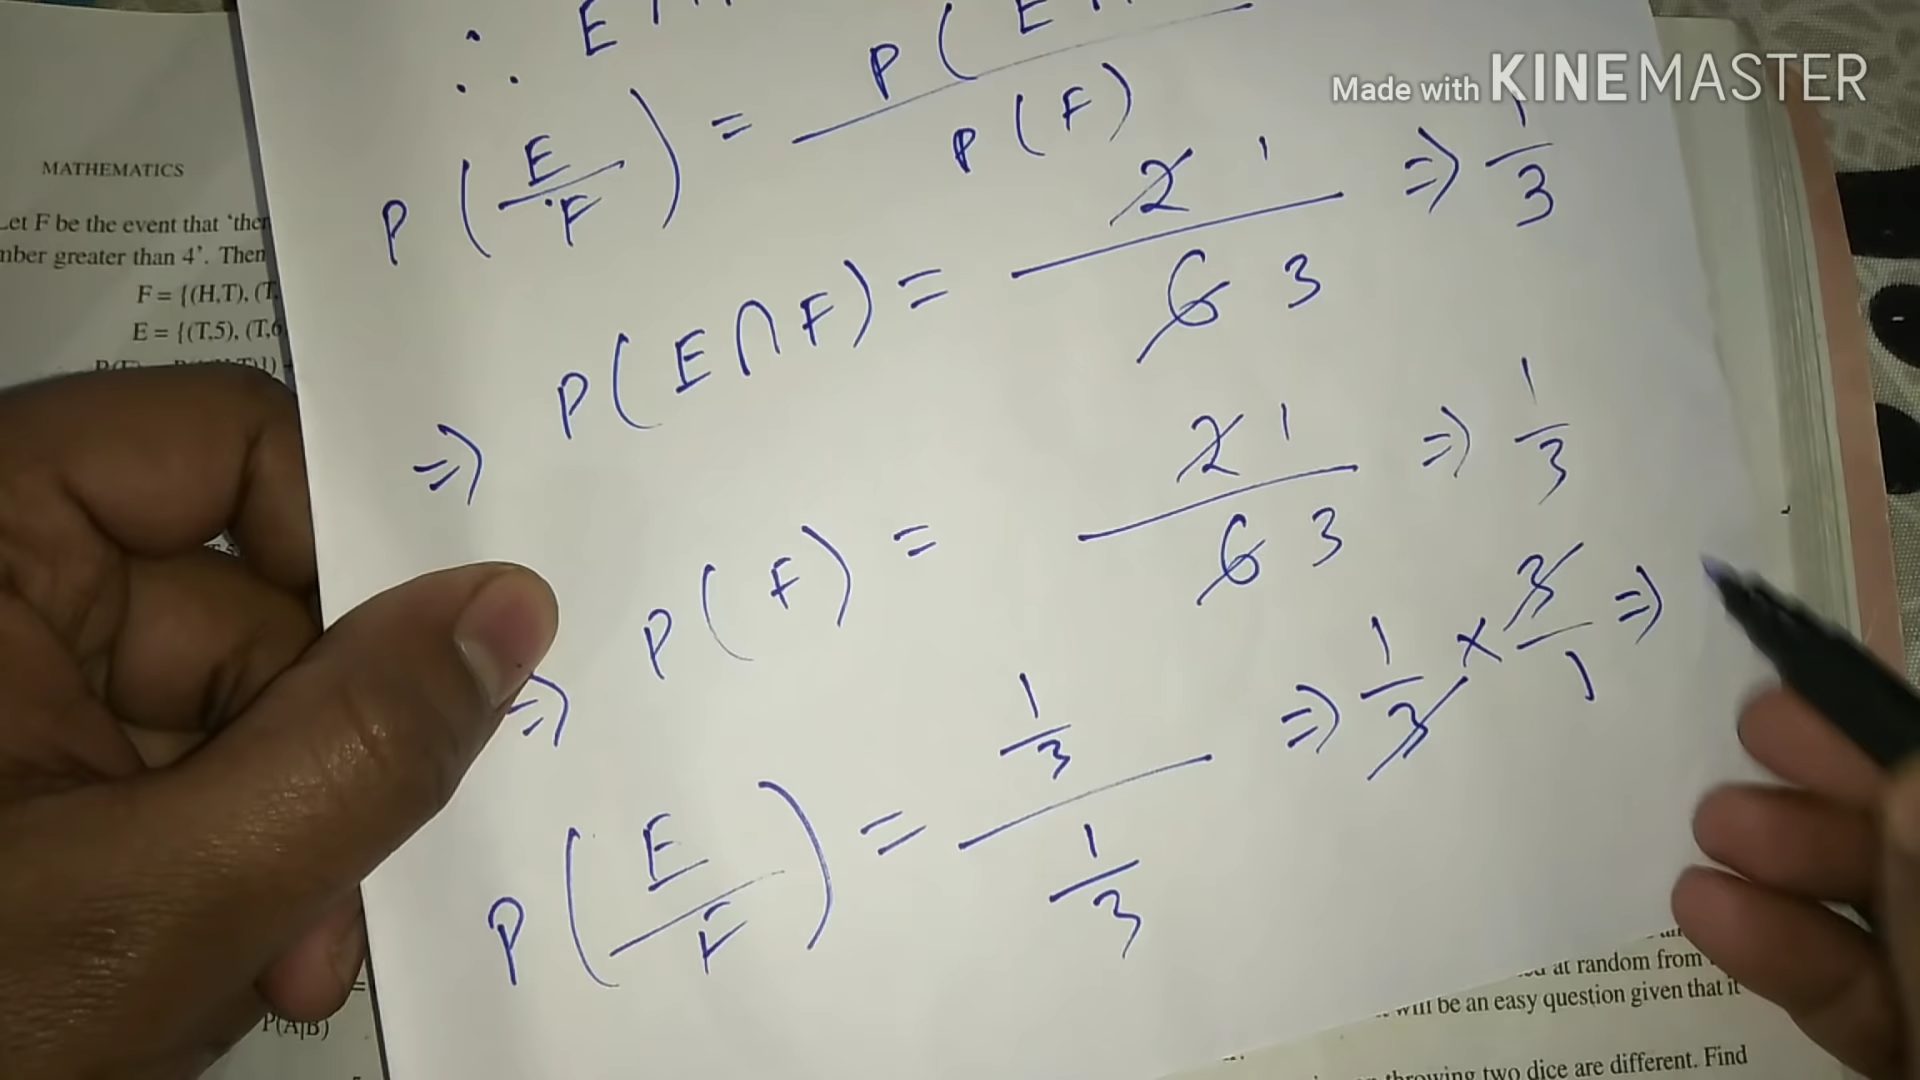 Made with KINEMASTER
∴ E ∩
P(E/F) = P(E ∩ / P(F)
⇒ P(E∩F) = 2 1 / 6 3 ⇒ 1/3
⇒ P(F) = 2 1 / 6 3 ⇒ 1/3
P(E/F) = 1/3 / 1/3 ⇒ 1/3 × 3/1 ⇒
MATHEMATICS
Let F be the event that ‘ther
mber greater than 4’. Then
F = {(H,T), (T,
E = {(T,5), (T,6
P(A|B)
at random from
will be an easy question given that it
throwing two dice are different. Find